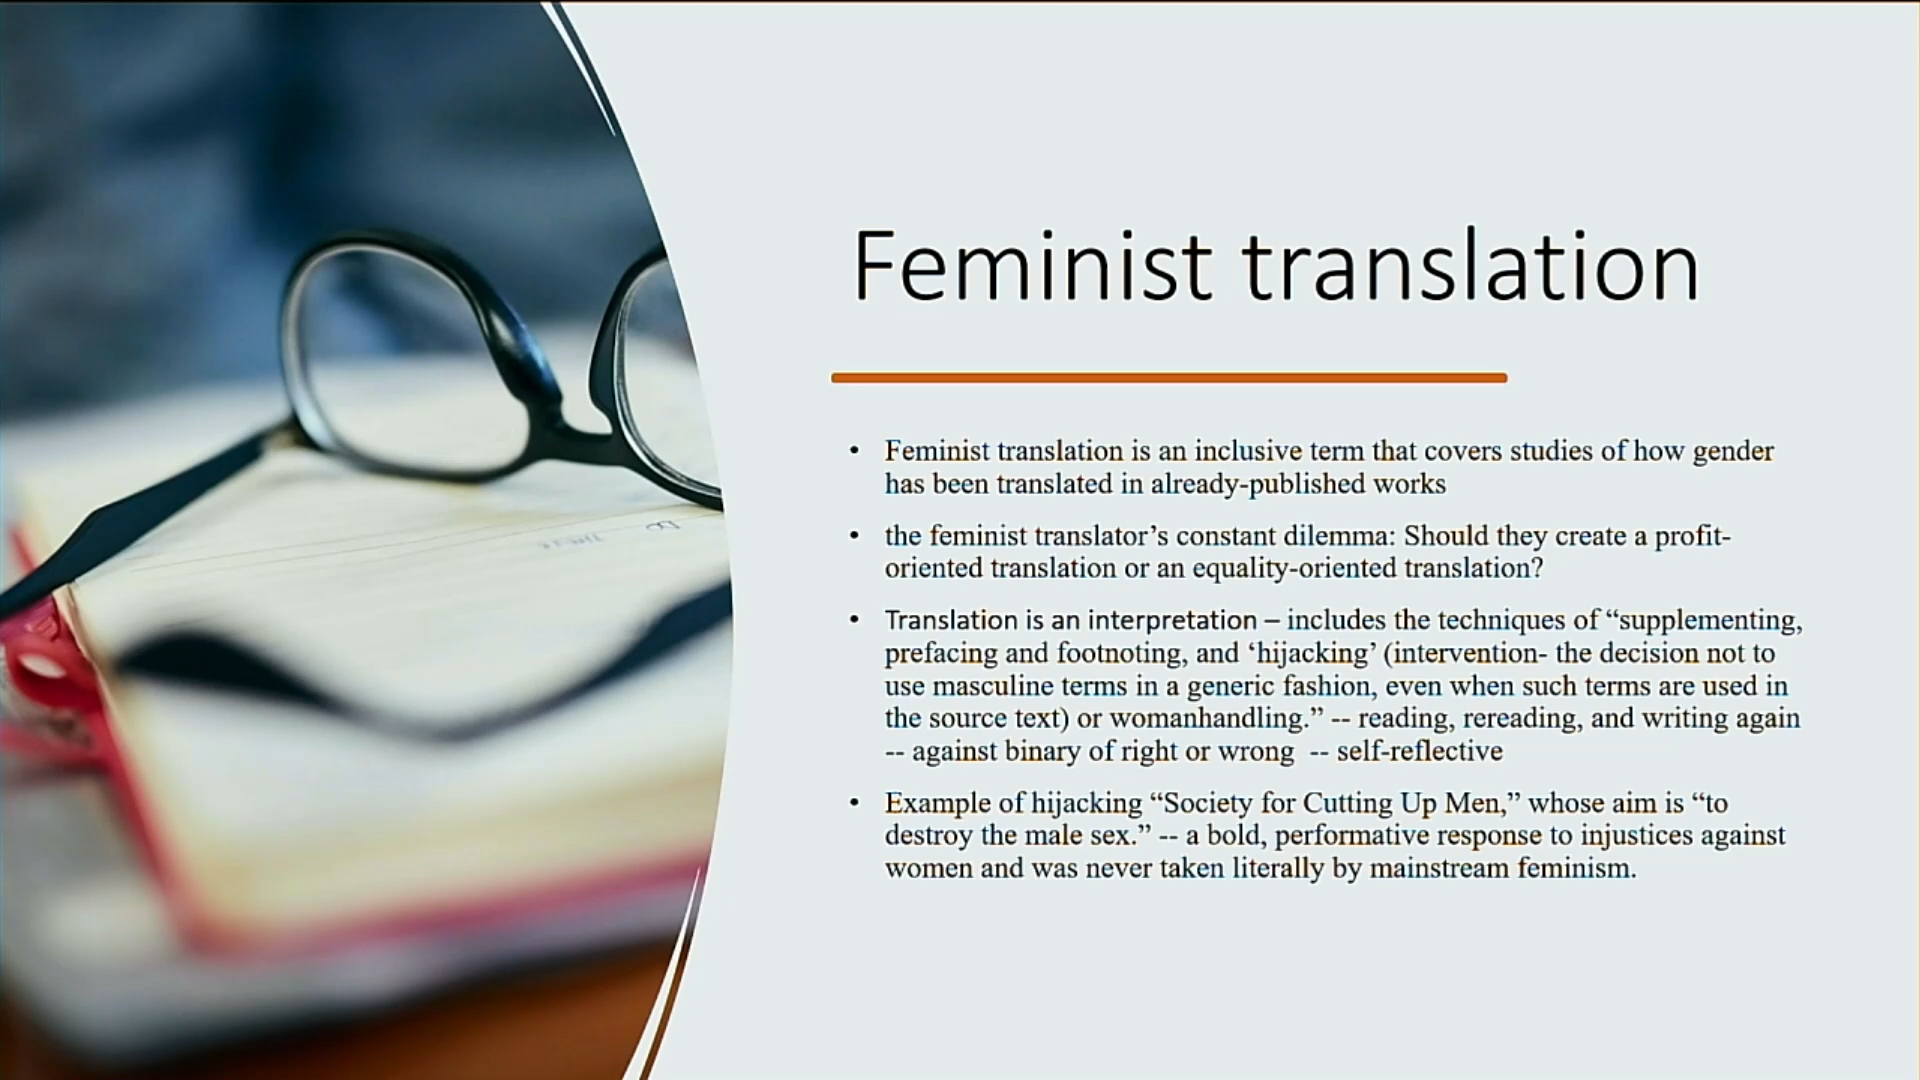 Feminist translation
• Feminist translation is an inclusive term that covers studies of how gender
has been translated in already-published works
• the feminist translator’s constant dilemma: Should they create a profit-
oriented translation or an equality-oriented translation?
• Translation is an interpretation – includes the techniques of “supplementing,
prefacing and footnoting, and ‘hijacking’ (intervention- the decision not to
use masculine terms in a generic fashion, even when such terms are used in
the source text) or womanhandling.” -- reading, rereading, and writing again
-- against binary of right or wrong  -- self-reflective
• Example of hijacking “Society for Cutting Up Men,” whose aim is “to
destroy the male sex.” -- a bold, performative response to injustices against
women and was never taken literally by mainstream feminism.